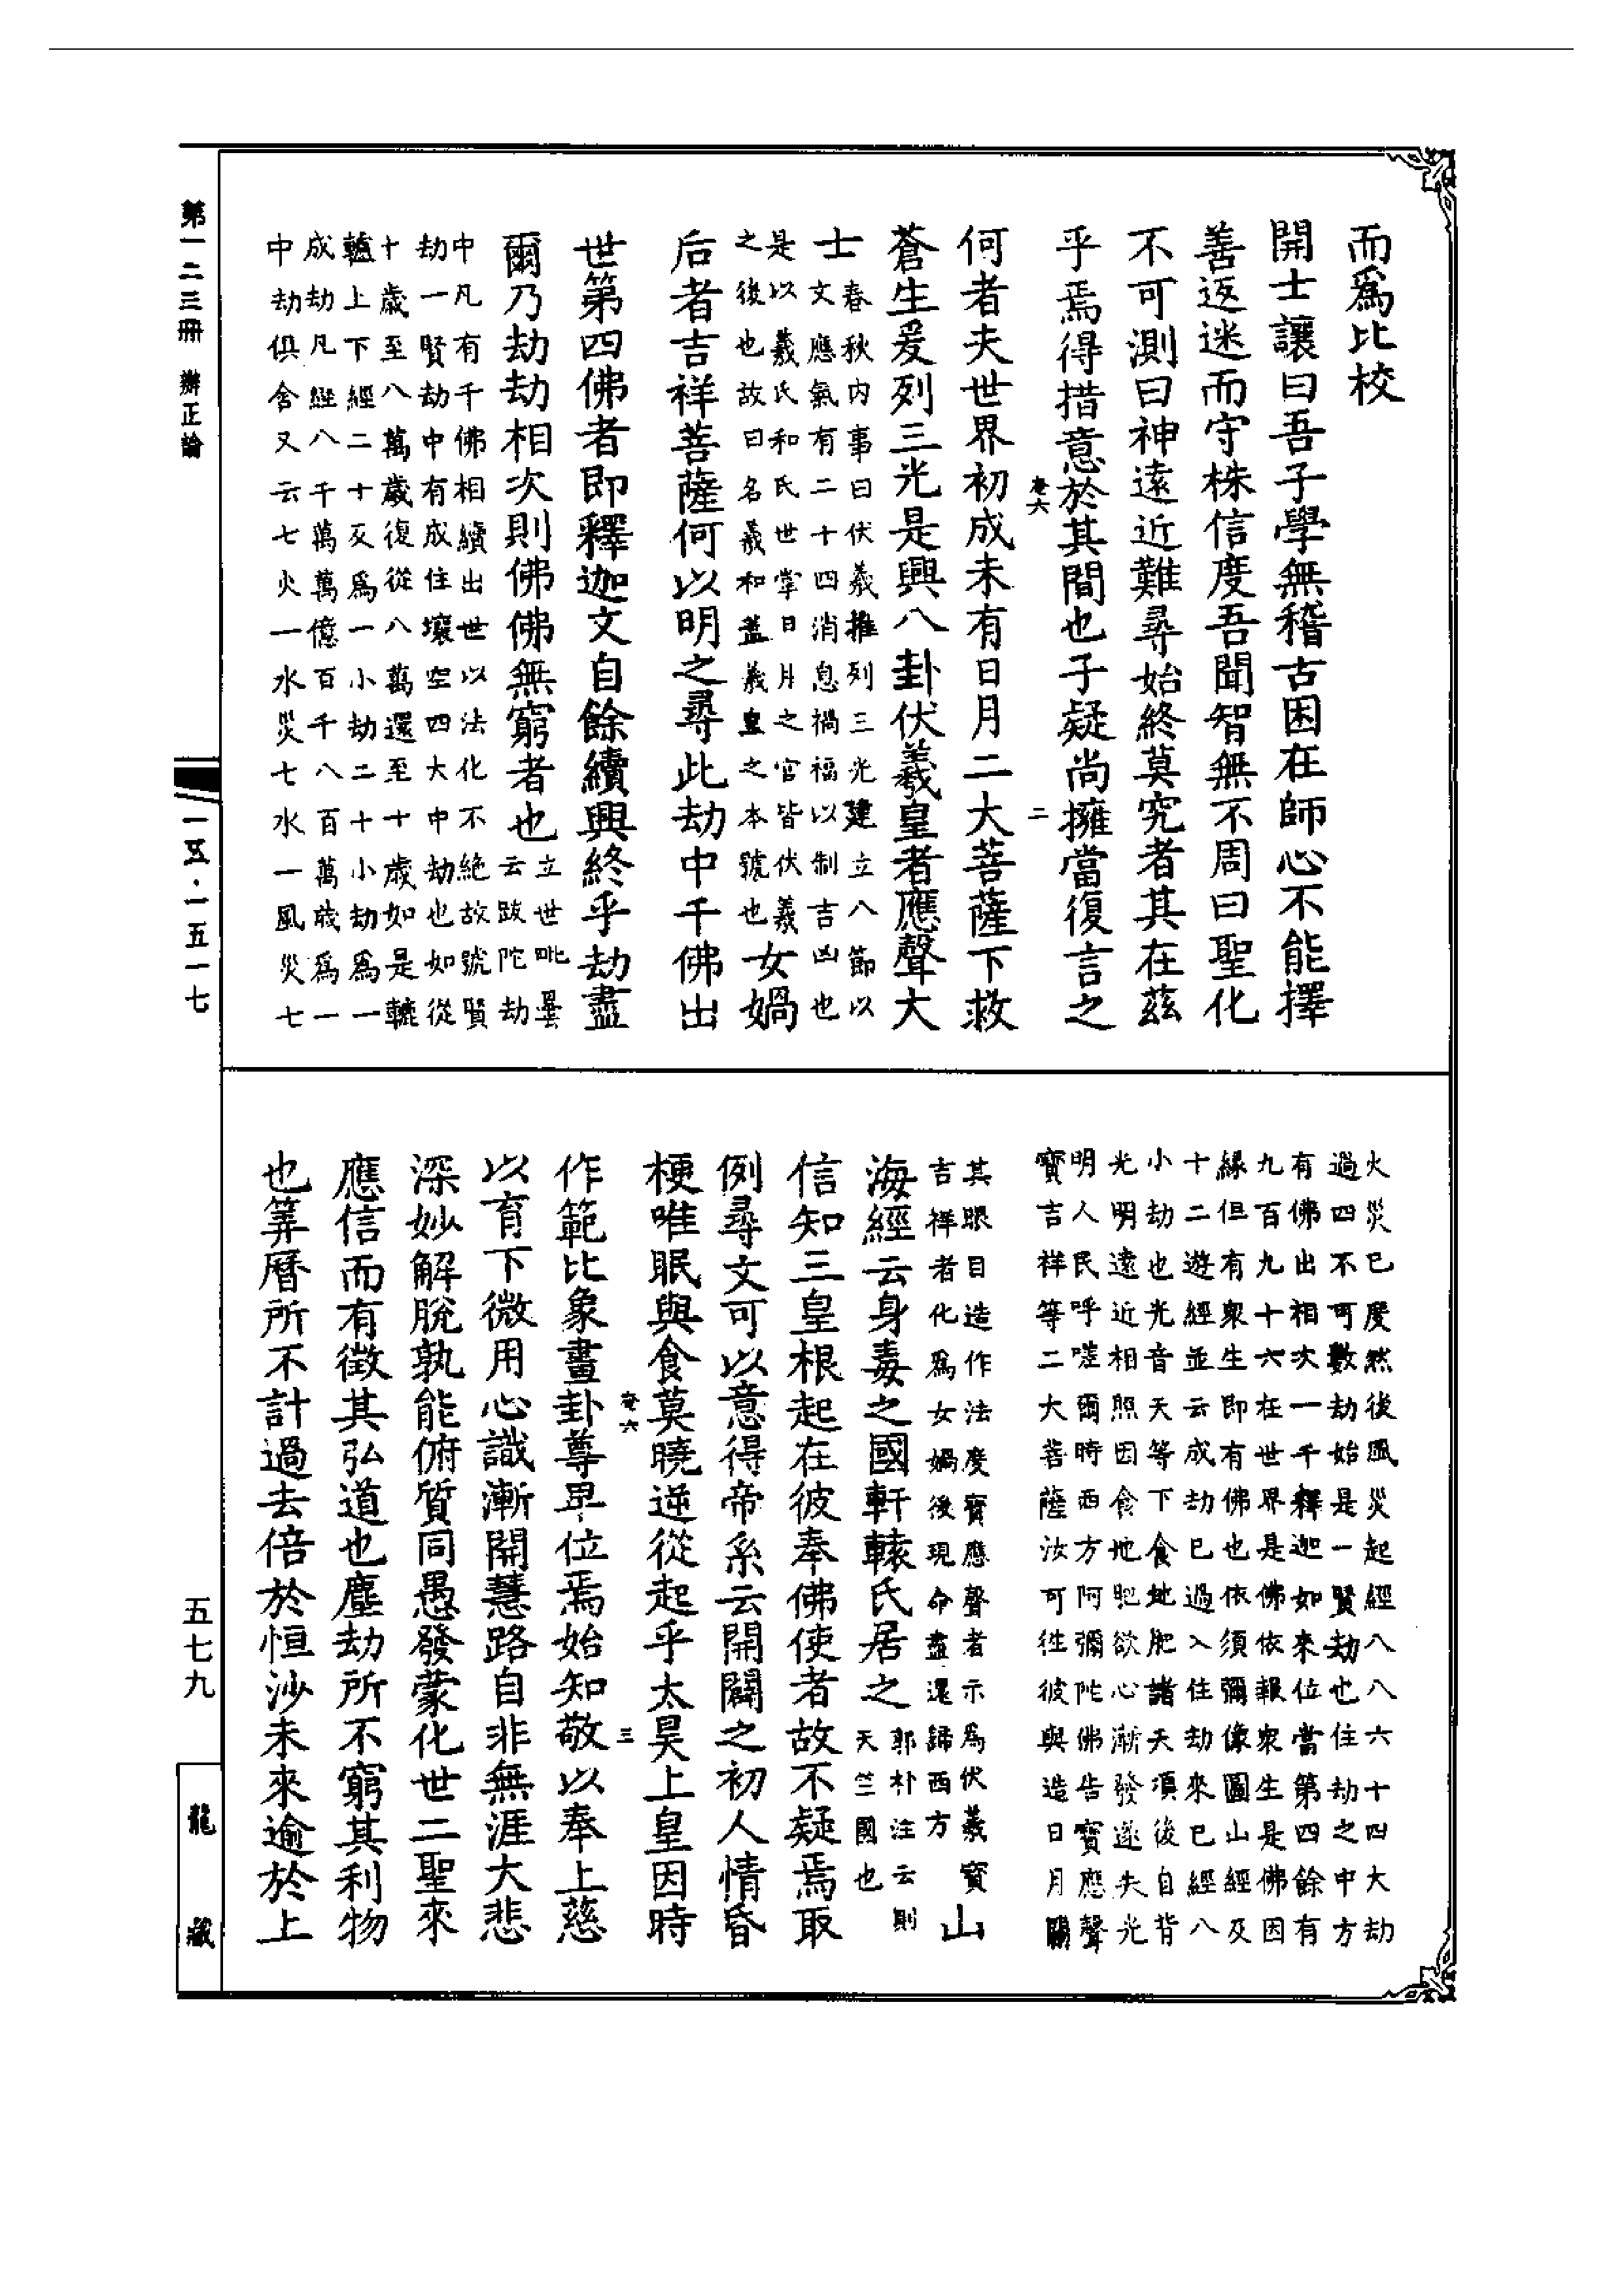 而爲比校
開士讓曰吾子學無稽古困在師心不能擇
善返迷而守株信度吾聞智無不周曰聖化
不可測曰神遠近難尋始終莫究者其在茲
乎焉得措意於其間也子疑尚擁當復言之
卷六 二
何者夫世界初成未有日月二大菩薩下救
蒼生爰列三光是興八卦伏羲皇者應聲大
士
春秋內事曰伏羲推列三光建立八節以
文應氣有二十四消息禍福以制吉凶也
是以羲氏和氏世掌日月之官皆伏羲
之後也故曰名羲和蓋羲皇之本號也
女媧
后者吉祥菩薩何以明之尋此劫中千佛出
世第四佛者即釋迦文自餘續興終乎劫盡
爾乃劫劫相次則佛佛無窮者也
立世毗曇
云跋陀劫
中凡有千佛相續出世以法化不絕故號賢
劫一賢劫中有成住壞空四大中劫也如從
十歲至八萬歲復從八萬還至十歲如是轆
轤上下經二十反爲一小劫二十小劫爲一
成劫凡經八千萬萬億百千八百萬歲爲一
中劫俱舍又云七火一水災七水一風災七
火災已度然後風災起經八八六十四大劫
過四不可數劫始是一賢劫也住劫之中方
有佛出相次一千釋迦如來位當第四餘有
九百九十六在世界是佛依報衆生是佛因
緣但有衆生即有佛也依須彌像圖山經及
十二遊經並云成劫已過入住劫來已經八
小劫也光音天等下食地肥諸天項後自背
光明遠近相照因食地肥欲心漸發遂失光
明人民呼嗟爾時西方阿彌陀佛告寶應聲
寶吉祥等二大菩薩汝可往彼與造日月開
其眼目造作法度寶應聲者示爲伏羲寶
吉祥者化爲女媧後現命盡還歸西方
山
海經云身毒之國軒轅氏居之
郭朴注云則
天竺國也
信知三皇根起在彼奉佛使者故不疑焉取
例尋文可以意得帝系云開闢之初人情昏
梗唯眠與食莫曉逆從起乎太昊上皇因時
卷六 三
作範比象畫卦尊卑位焉始知敬以奉上慈
以育下微用心識漸開慧路自非無涯大悲
深妙解脫孰能俯質同愚發蒙化世二聖來
應信而有徵其弘道也塵劫所不窮其利物
也筭曆所不計過去倍於恒沙未來逾於上
第一二三冊 辯正論
一五·一五一七
五七九
龍藏